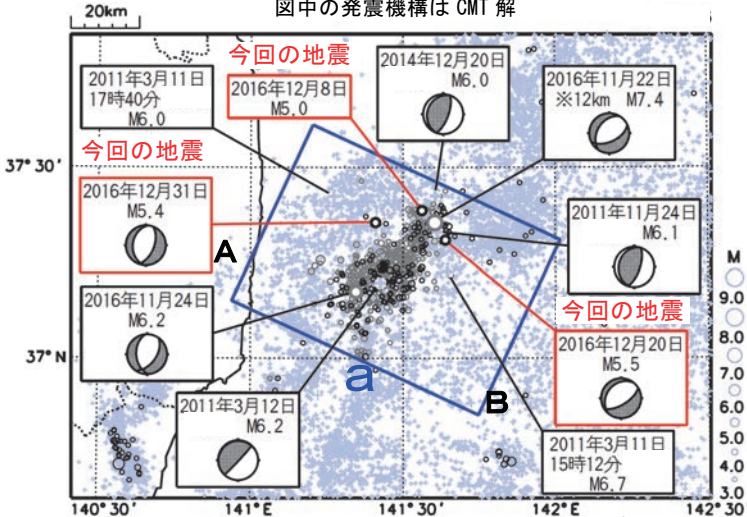 20km
図中の発震機構は CMT 解
今回の地震
2014年12月20日
M6.0
2011年3月11日
17時40分
M6.0
2016年12月8日
M5.0
2016年11月22日
※12km M7.4
37°30′
今回の地震
2016年12月31日
M5.4
A
2011年11月24日
M6.1
今回の地震
2016年11月24日
M6.2
2016年12月20日
M5.5
37°N
a
B
2011年3月12日
M6.2
2011年3月11日
15時12分
M6.7
M
9.0
8.0
7.0
6.0
5.0
4.0
3.0
140°30′
141°E
141°30′
142°E
142°30′